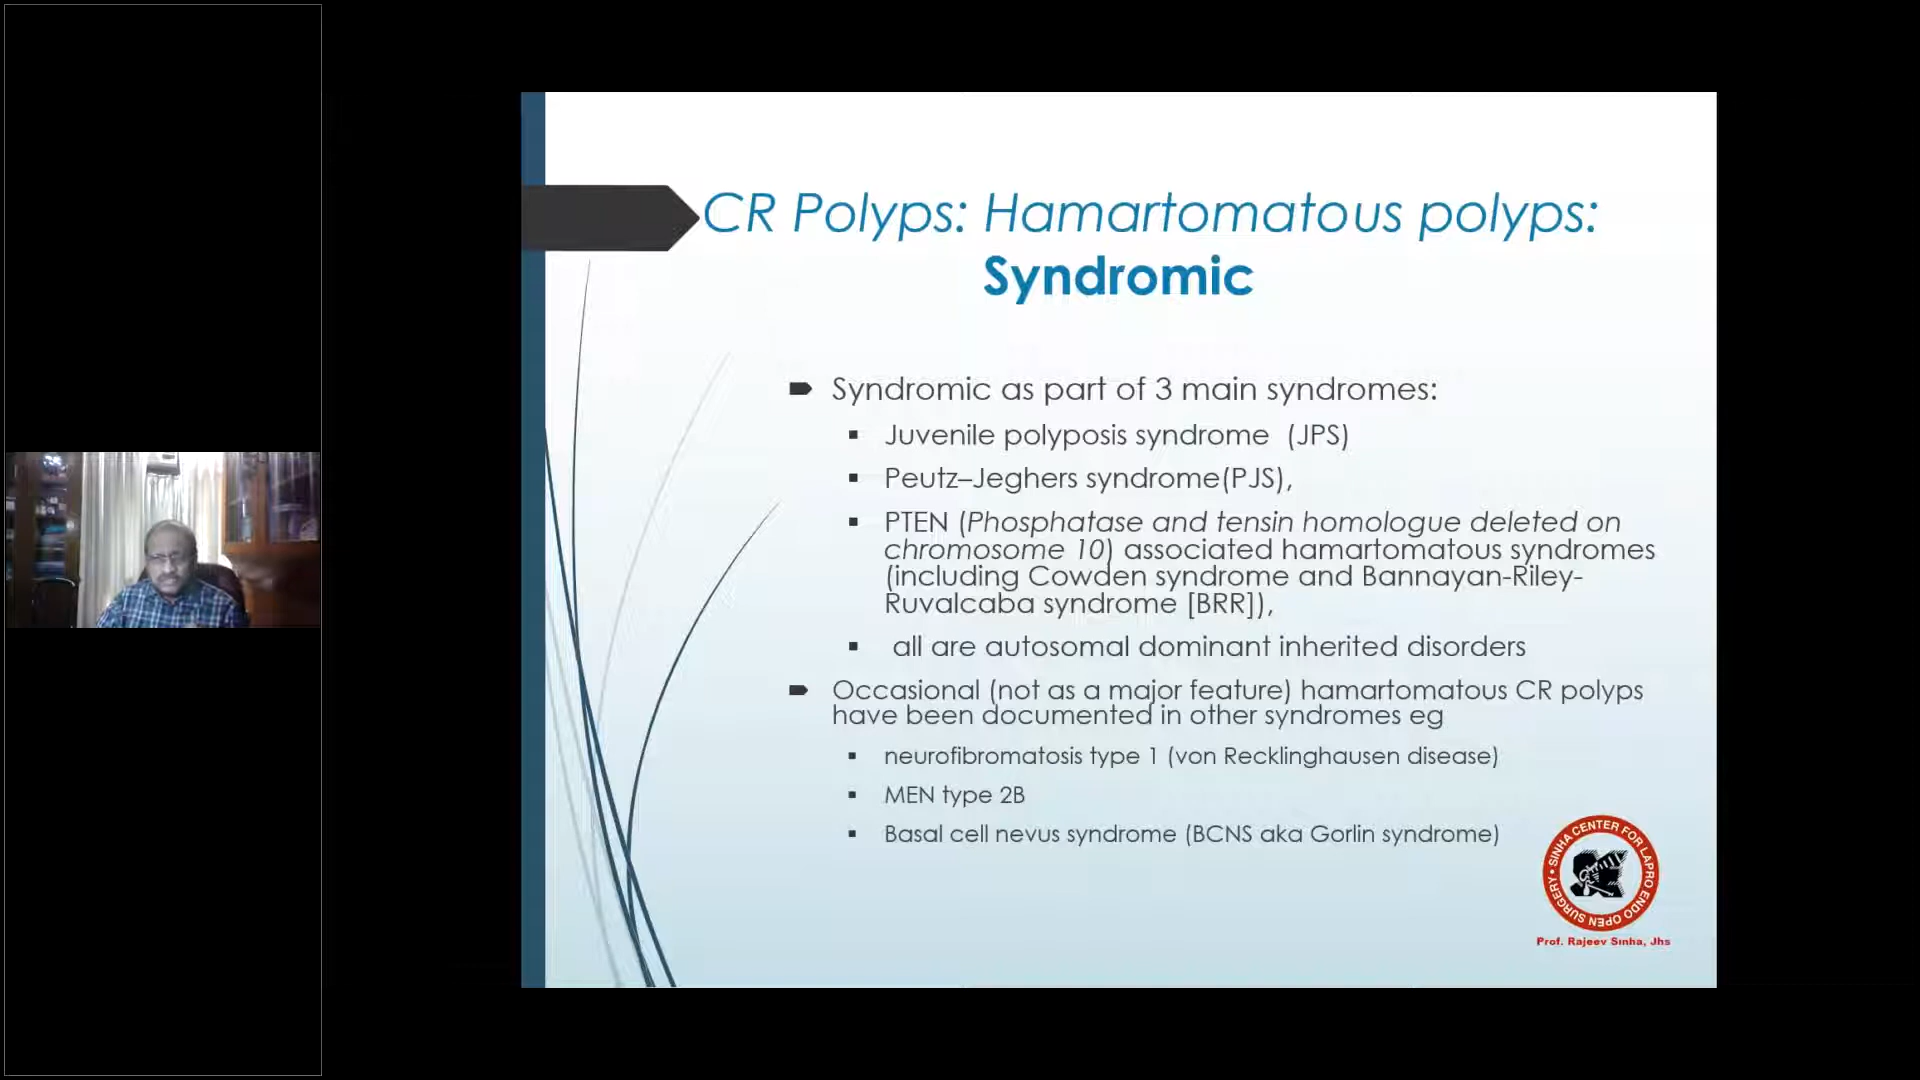 CR Polyps: Hamartomatous polyps:
Syndromic
Syndromic as part of 3 main syndromes:
Juvenile polyposis syndrome (JPS)
Peutz–Jeghers syndrome(PJS),
PTEN (Phosphatase and tensin homologue deleted on
chromosome 10) associated hamartomatous syndromes
(including Cowden syndrome and Bannayan-Riley-
Ruvalcaba syndrome [BRR]),
all are autosomal dominant inherited disorders
Occasional (not as a major feature) hamartomatous CR polyps
have been documented in other syndromes eg
neurofibromatosis type 1 (von Recklinghausen disease)
MEN type 2B
Basal cell nevus syndrome (BCNS aka Gorlin syndrome)
SINHA CENTER FOR LAPRO ENDO OPEN SURGERY
Prof. Rajeev Sinha, Jhs